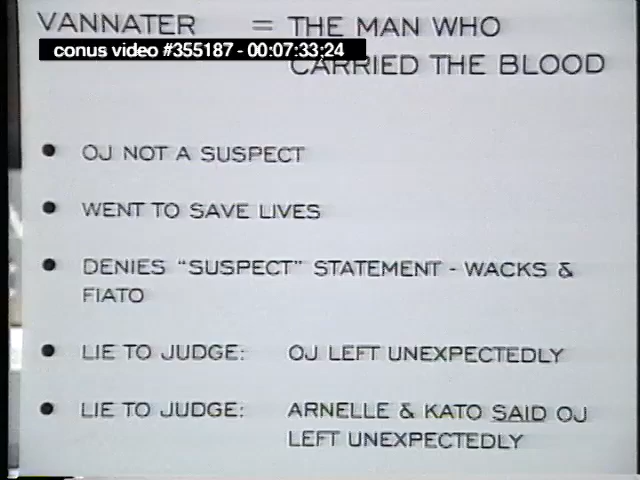 VANNATER = THE MAN WHO
conus video #355187 - 00:07:33:24
CARRIED THE BLOOD
• OJ NOT A SUSPECT
• WENT TO SAVE LIVES
• DENIES "SUSPECT" STATEMENT - WACKS &
FIATO
• LIE TO JUDGE: OJ LEFT UNEXPECTEDLY
• LIE TO JUDGE: ARNELLE & KATO SAID OJ
LEFT UNEXPECTEDLY